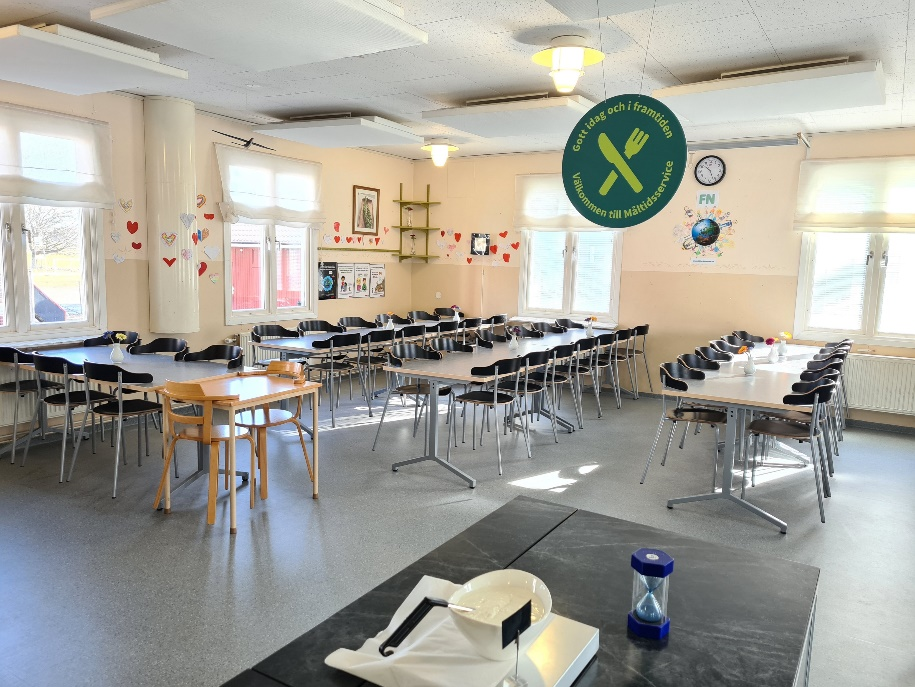 Gott idag och i framtiden
Välkommen till Måltidsservice
FN